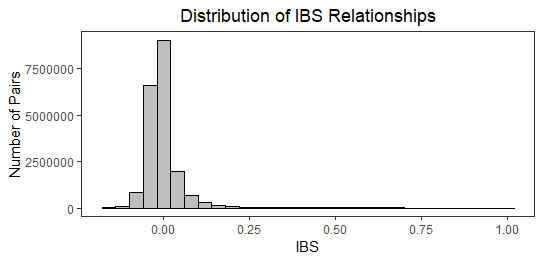 Distribution of IBS Relationships
Number of Pairs
7500000
5000000
2500000
0
0.00 0.25 0.50 0.75 1.00
IBS